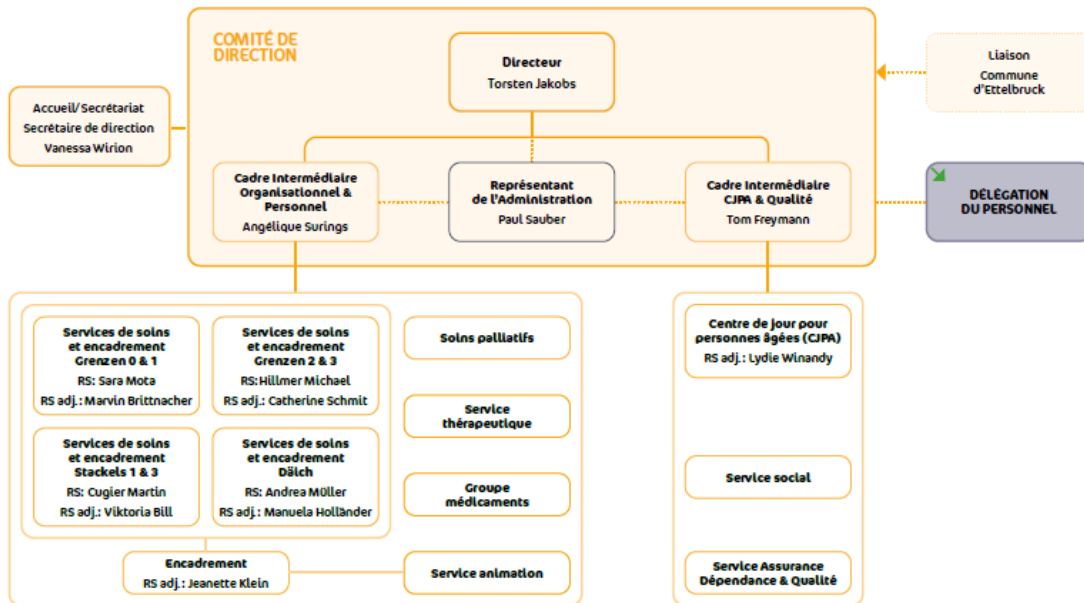 COMITÉ DE
DIRECTION
Directeur
Torsten Jakobs
Liaison
Commune
d'Ettelbruck
Accueil/Secrétariat
Secrétaire de direction
Vanessa Wirion
Cadre Intermédiaire
Organisationnel &
Personnel
Angélique Surings
Représentant
de l'Administration
Paul Sauber
Cadre Intermédiaire
CJPA & Qualité
Tom Freymann
DÉLÉGATION
DU PERSONNEL
Services de soins
et encadrement
Grenzen 0 & 1
RS: Sara Mota
RS adj.: Marvin Brittnacher
Services de soins
et encadrement
Grenzen 2 & 3
RS:Hillmer Michael
RS adj.: Catherine Schmit
Soins palliatifs
Centre de jour pour
personnes âgées (CJPA)
RS adj.: Lydie Winandy
Services de soins
et encadrement
Stackels 1 & 3
RS: Cugier Martin
RS adj.: Viktoria Bill
Services de soins
et encadrement
Däich
RS: Andrea Müller
RS adj.: Manuela Holländer
Service
thérapeutique
Groupe
médicaments
Service social
Encadrement
RS adj.: Jeanette Klein
Service animation
Service Assurance
Dépendance & Qualité